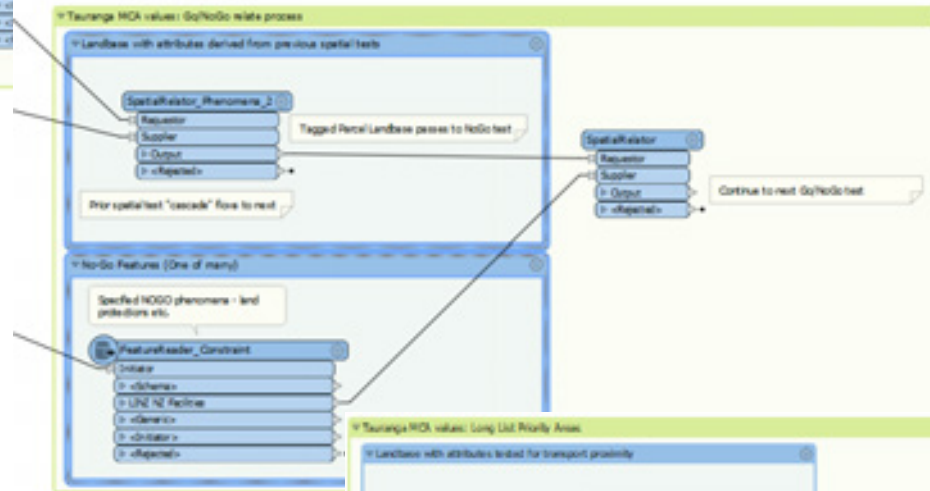 Tauranga MCA values: Go/NoGo relate process
Landbase with attributes derived from previous spatial tests
SpatialRelator_Phenomena_2
Requestor
Supplier
Output
<Rejected>
Tagged Parcel Landbase passes to NoGo test
Prior spatial test "cascade" flows to next
SpatialRelator
Requestor
Supplier
Output
<Rejected>
Continue to next Go/NoGo test
No-Go Features (One of many)
Specified NOGO phenomena - land
protections etc.
FeatureReader_Constraint
Initiator
<Schema>
LINZ NZ Facilities
<Generic>
<Initiator>
<Rejected>
Tauranga MCA values: Long List Priority Areas
Landbase with attributes tested for transport proximity